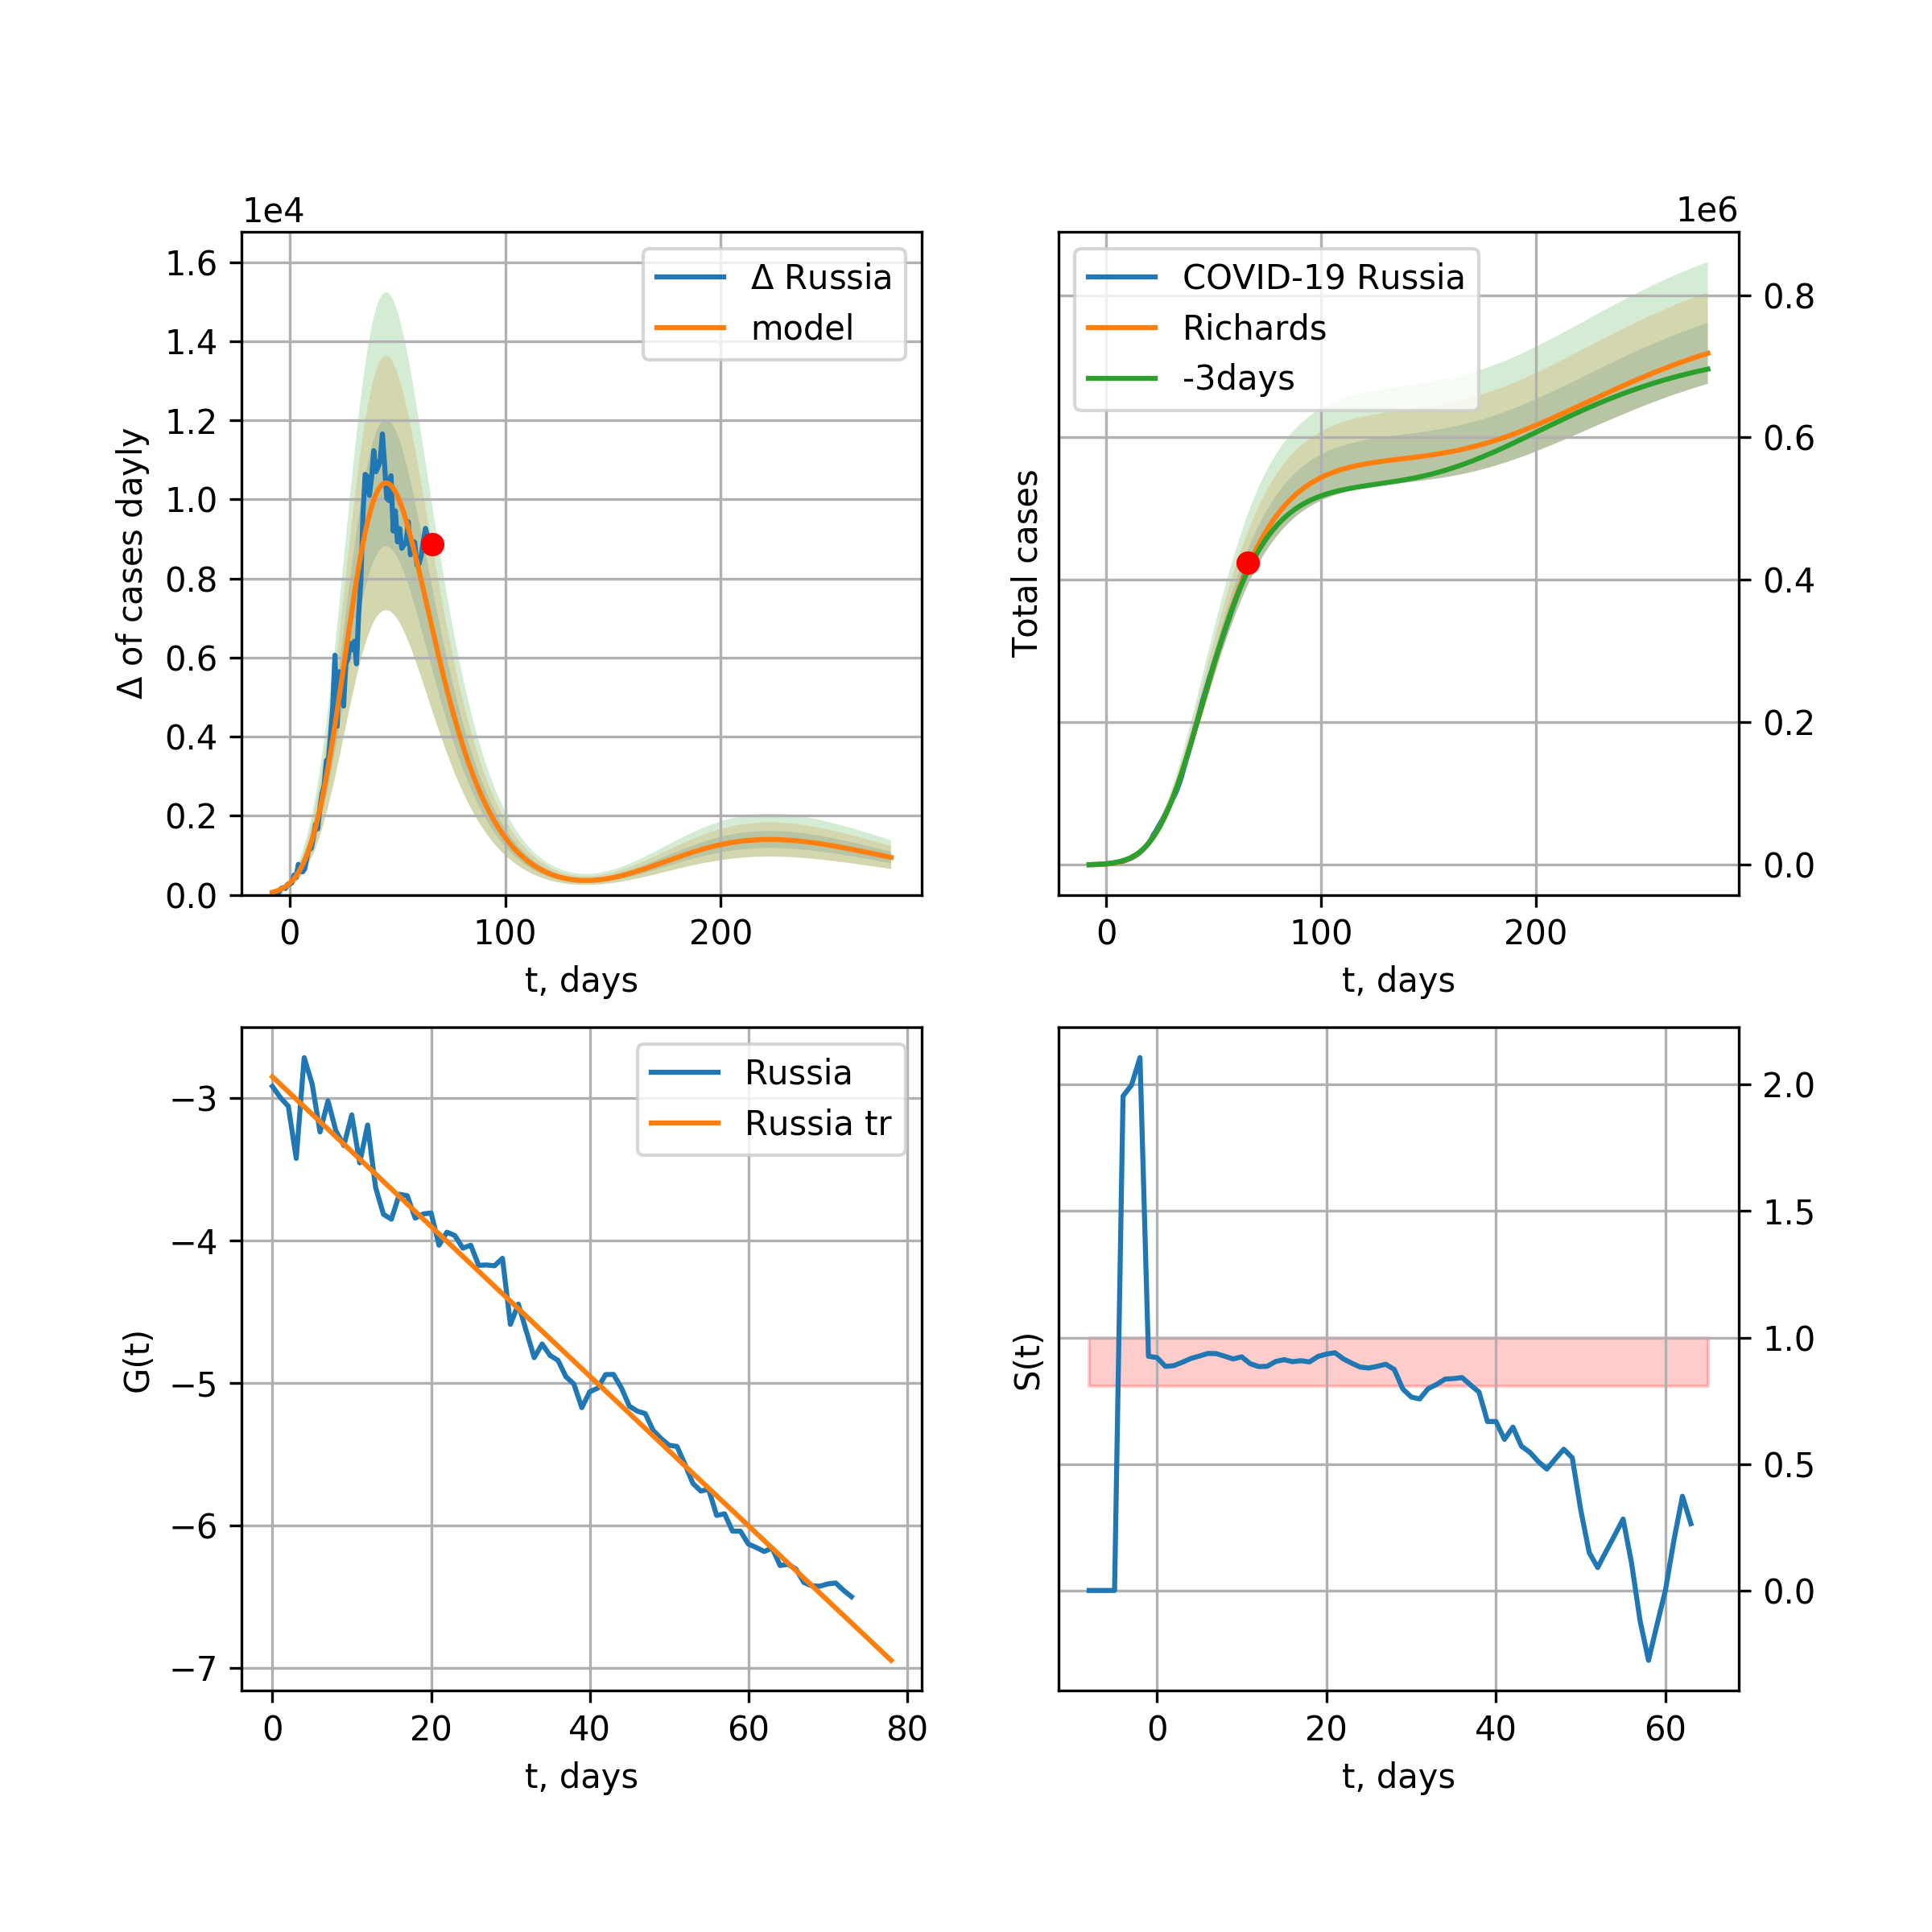 1e4
1.6
1.4
1.2
1.0
0.8
0.6
0.4
0.2
0.0
Δ of cases dayly
Δ Russia
model
0 100 200
t, days
1e6
COVID-19 Russia
Richards
-3days
Total cases
0.8
0.6
0.4
0.2
0.0
0 100 200
t, days
−3
−4
−5
−6
−7
G(t)
Russia
Russia tr
0 20 40 60 80
t, days
S(t)
2.0
1.5
1.0
0.5
0.0
0 20 40 60
t, days